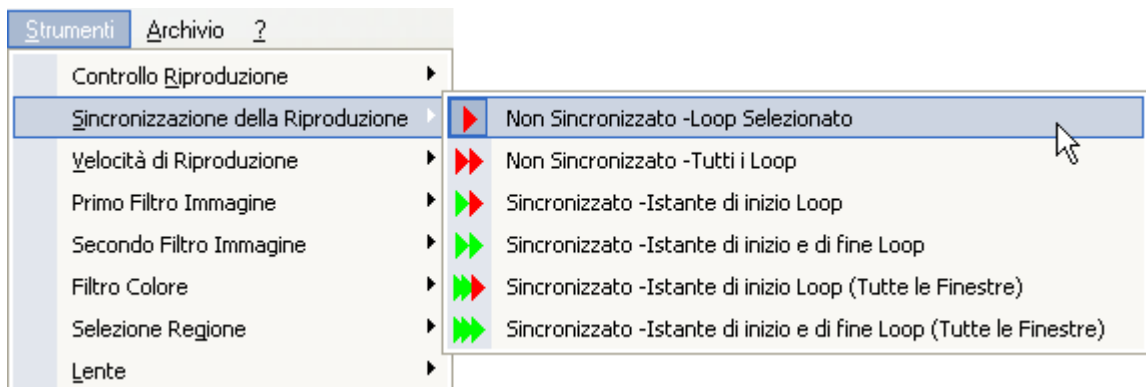 Strumenti Archivio ?
Controllo Riproduzione
Sincronizzazione della Riproduzione
Velocità di Riproduzione
Primo Filtro Immagine
Secondo Filtro Immagine
Filtro Colore
Selezione Regione
Lente
Non Sincronizzato -Loop Selezionato
Non Sincronizzato -Tutti i Loop
Sincronizzato -Istante di inizio Loop
Sincronizzato -Istante di inizio e di fine Loop
Sincronizzato -Istante di inizio Loop (Tutte le Finestre)
Sincronizzato -Istante di inizio e di fine Loop (Tutte le Finestre)